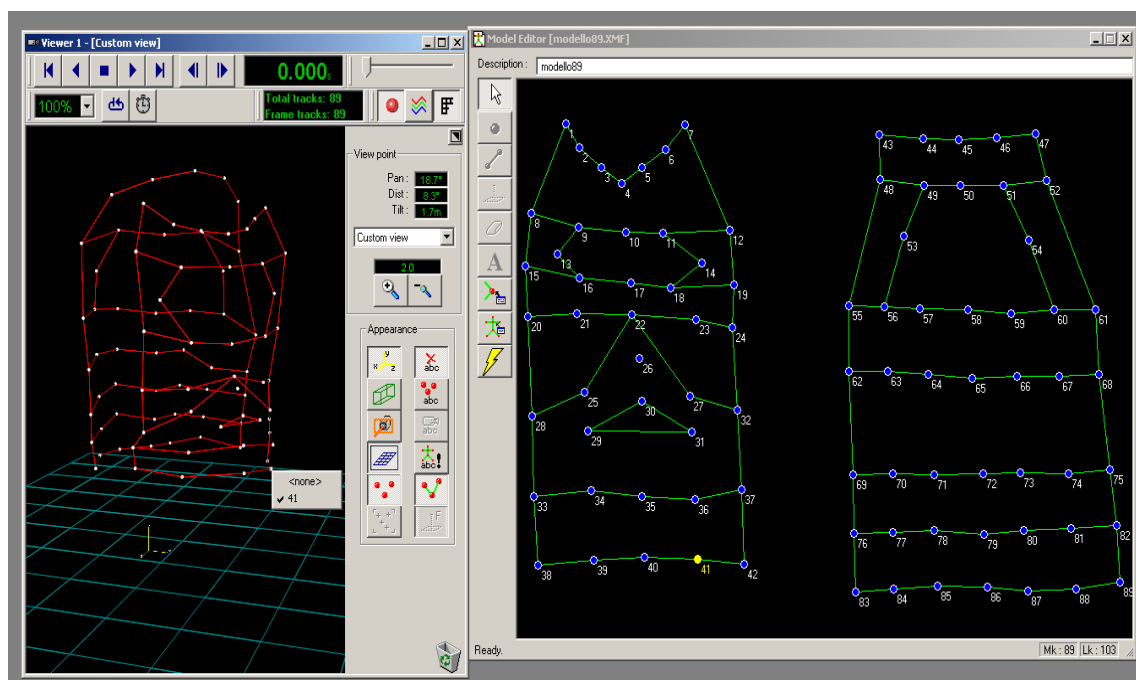 Viewer 1 - [Custom view]
0.000s
100%
Total tracks: 89
Frame tracks: 89
View point
Pan : 18.7°
Dist : 8.3°
Tilt : 1.7m
Custom view
2.0
Appearance
y
x z
abc
abc
abc
abc!
F
<none>
✓ 41
Model Editor [modello89.XMF]
Description : modello89
A
1 7 43 44 45 46 47
2 3 4 5 6
48 49 50 51 52
8 9 10 11 12
53 54
13 14
15 16 17 18 19
20 21 22 23 24
55 56 57 58 59 60 61
26
62 63 64 65 66 67 68
25 30 27
28 29 31 32
69 70 71 72 73 74 75
33 34 35 36 37
76 77 78 79 80 81 82
38 39 40 41 42
83 84 85 86 87 88 89
Ready.
Mk : 89 Lk : 103